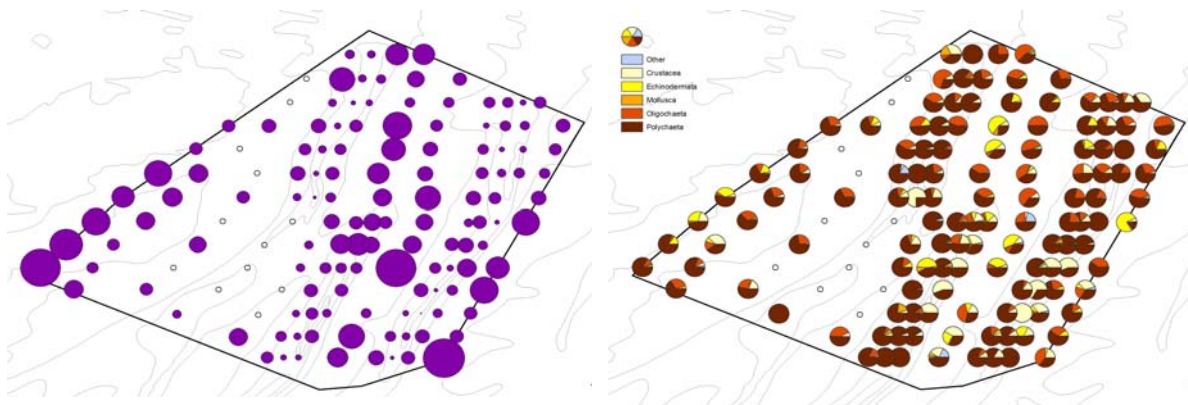 Other
Crustacea
Echinodermata
Mollusca
Oligochaeta
Polychaeta